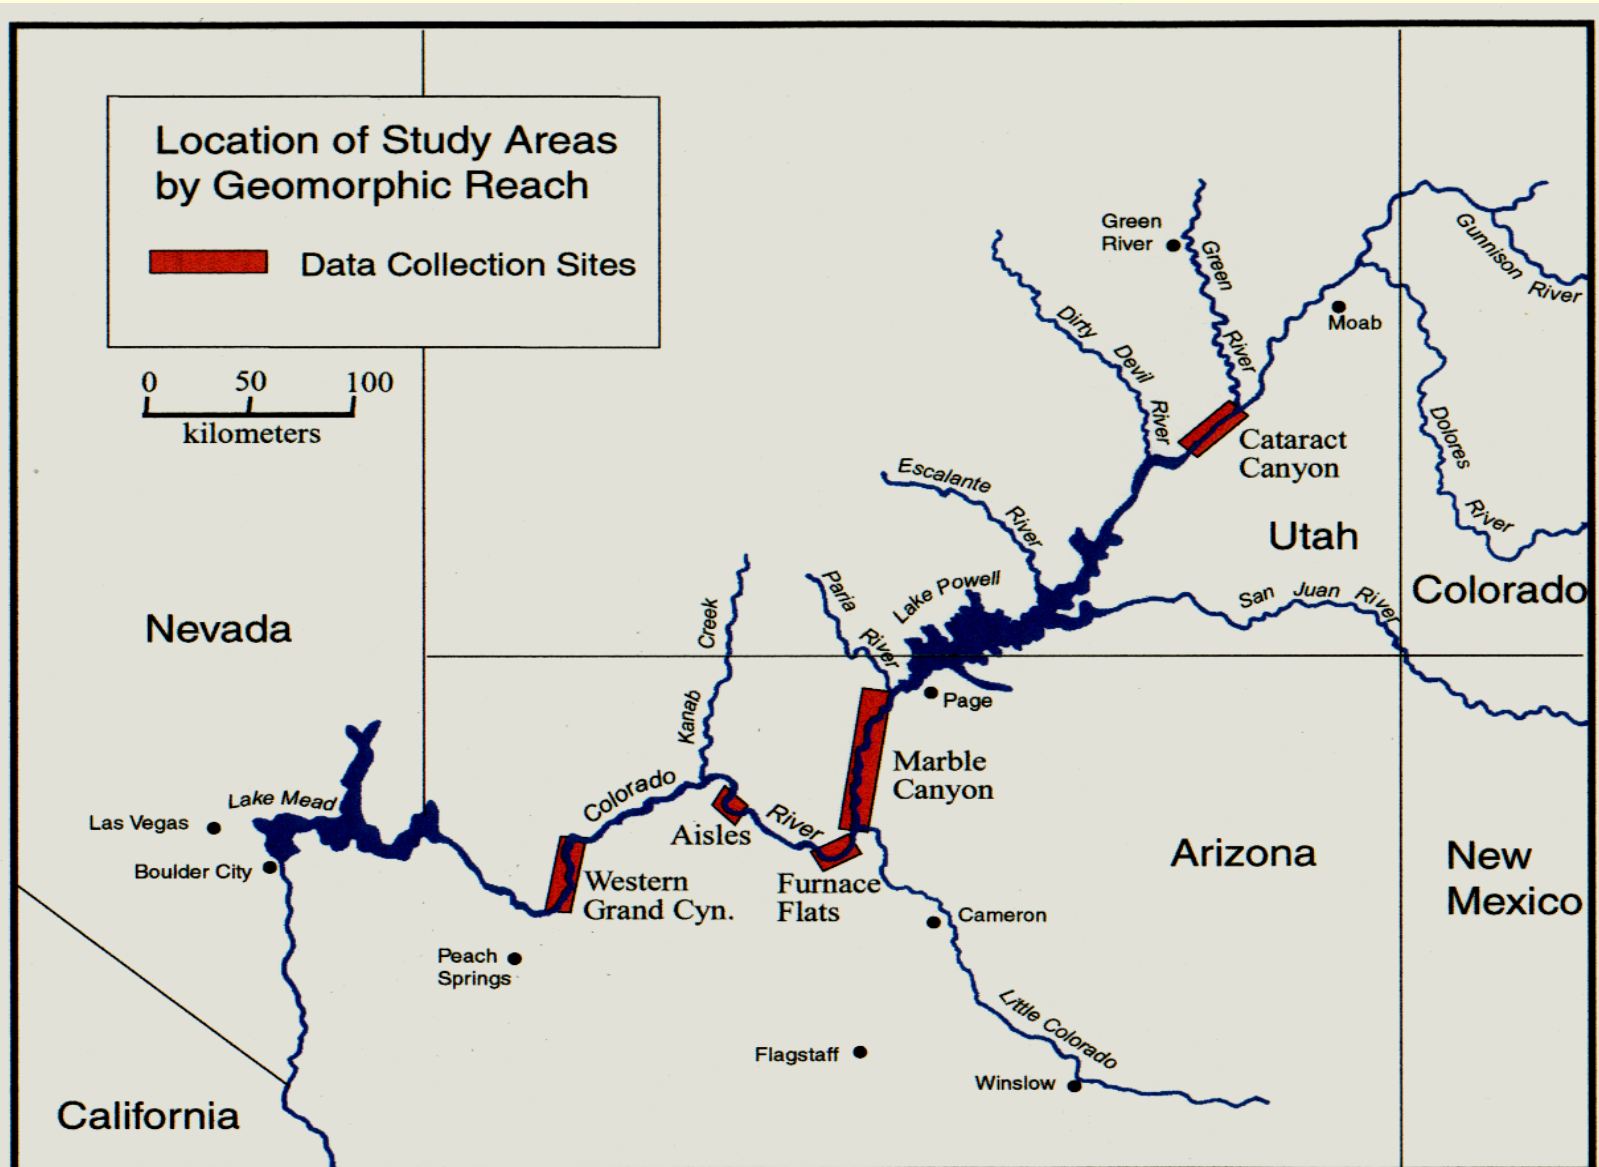 Location of Study Areas
by Geomorphic Reach
Data Collection Sites
0 50 100
kilometers
Green
River
Green River
Gunnison River
Moab
Dirty Devil River
Dolores River
Cataract
Canyon
Escalante River
Utah
Colorado
San Juan River
Lake Powell
Paria River
Kanab Creek
Nevada
Page
Marble
Canyon
Colorado River
Lake Mead
Las Vegas
Boulder City
Aisles
Western
Grand Cyn.
Furnace
Flats
Arizona
New
Mexico
Cameron
Peach
Springs
Little Colorado
Flagstaff
Winslow
California